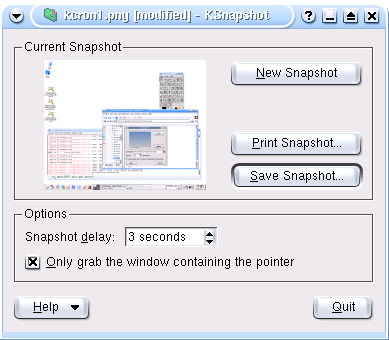 kcron1.png [modified] - KSnapshot
Current Snapshot
New Snapshot
Print Snapshot...
Save Snapshot...
Options
Snapshot delay: 3 seconds
Only grab the window containing the pointer
Help
Quit